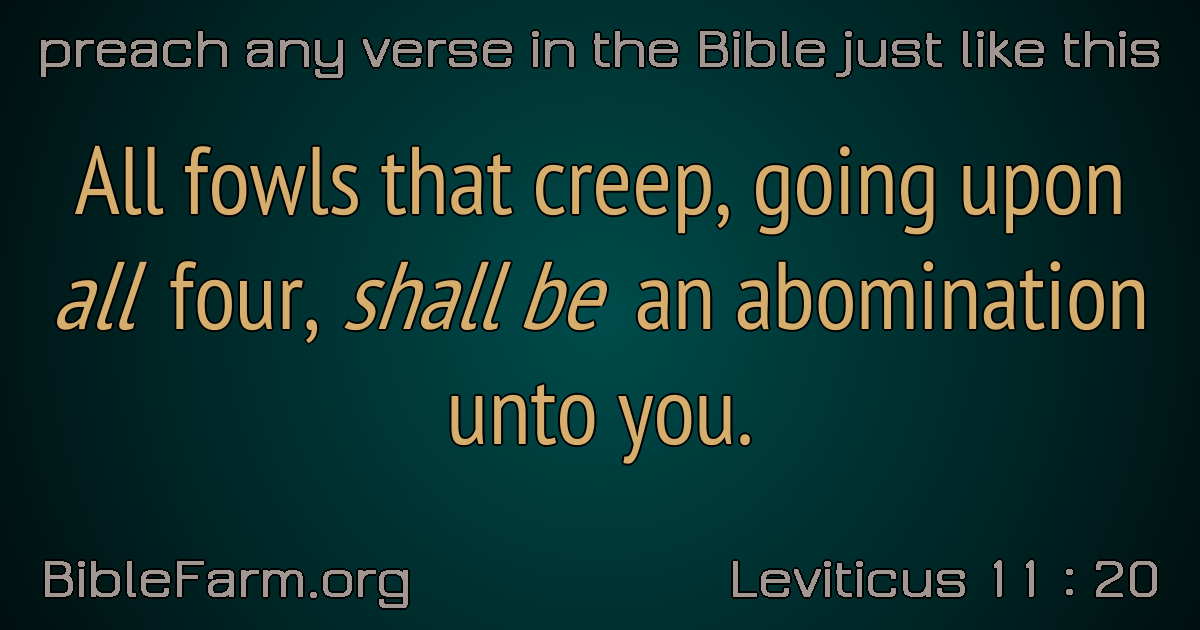 preach any verse in the Bible just like this
All fowls that creep, going upon
all four, shall be an abomination
unto you.
BibleFarm.org
Leviticus 11 : 20